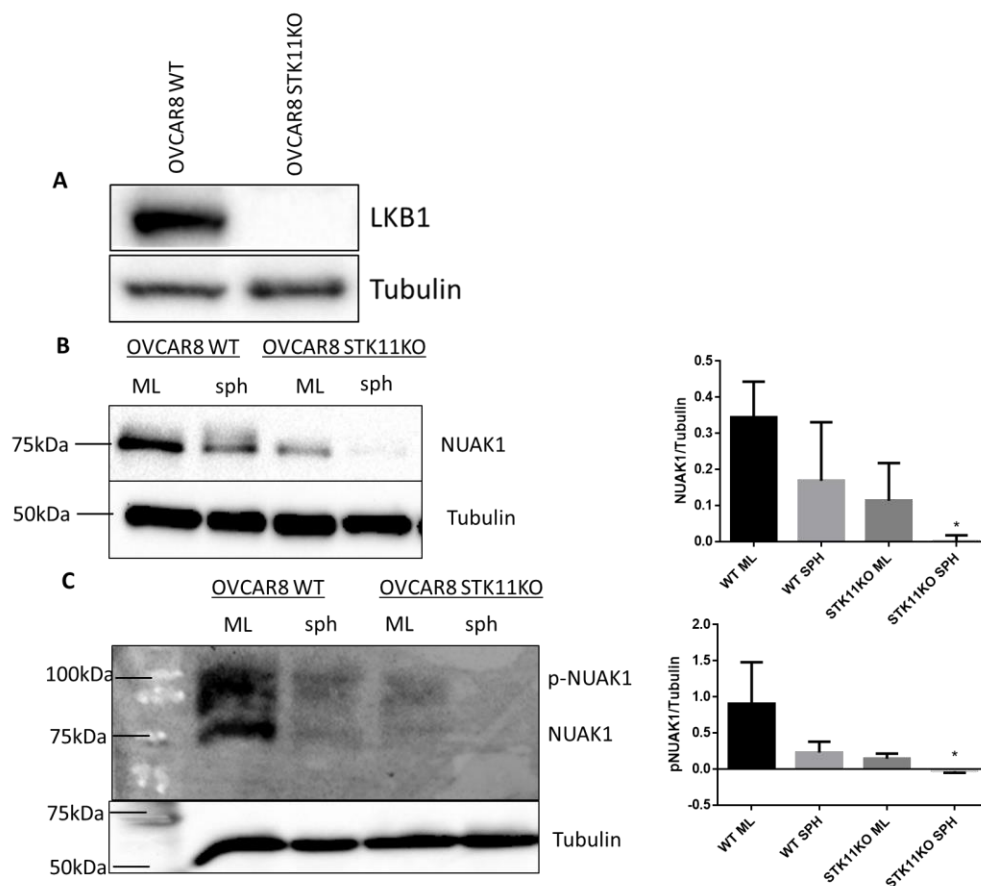 OVCAR8 WT
OVCAR8 STK11KO
A
LKB1
Tubulin
B
OVCAR8 WT OVCAR8 STK11KO
ML sph ML sph
75kDa NUAK1
50kDa Tubulin
0.5
0.4
0.3
0.2
0.1
0.0
NUAK1/Tubulin
*
WT ML
WT SPH
STK11KO ML
STK11KO SPH
C
OVCAR8 WT OVCAR8 STK11KO
ML sph ML sph
100kDa p-NUAK1
75kDa NUAK1
75kDa
Tubulin
50kDa
2.0
1.5
1.0
0.5
0.0
-0.5
pNUAK1/Tubulin
*
WT ML
WT SPH
STK11KO ML
STK11KO SPH